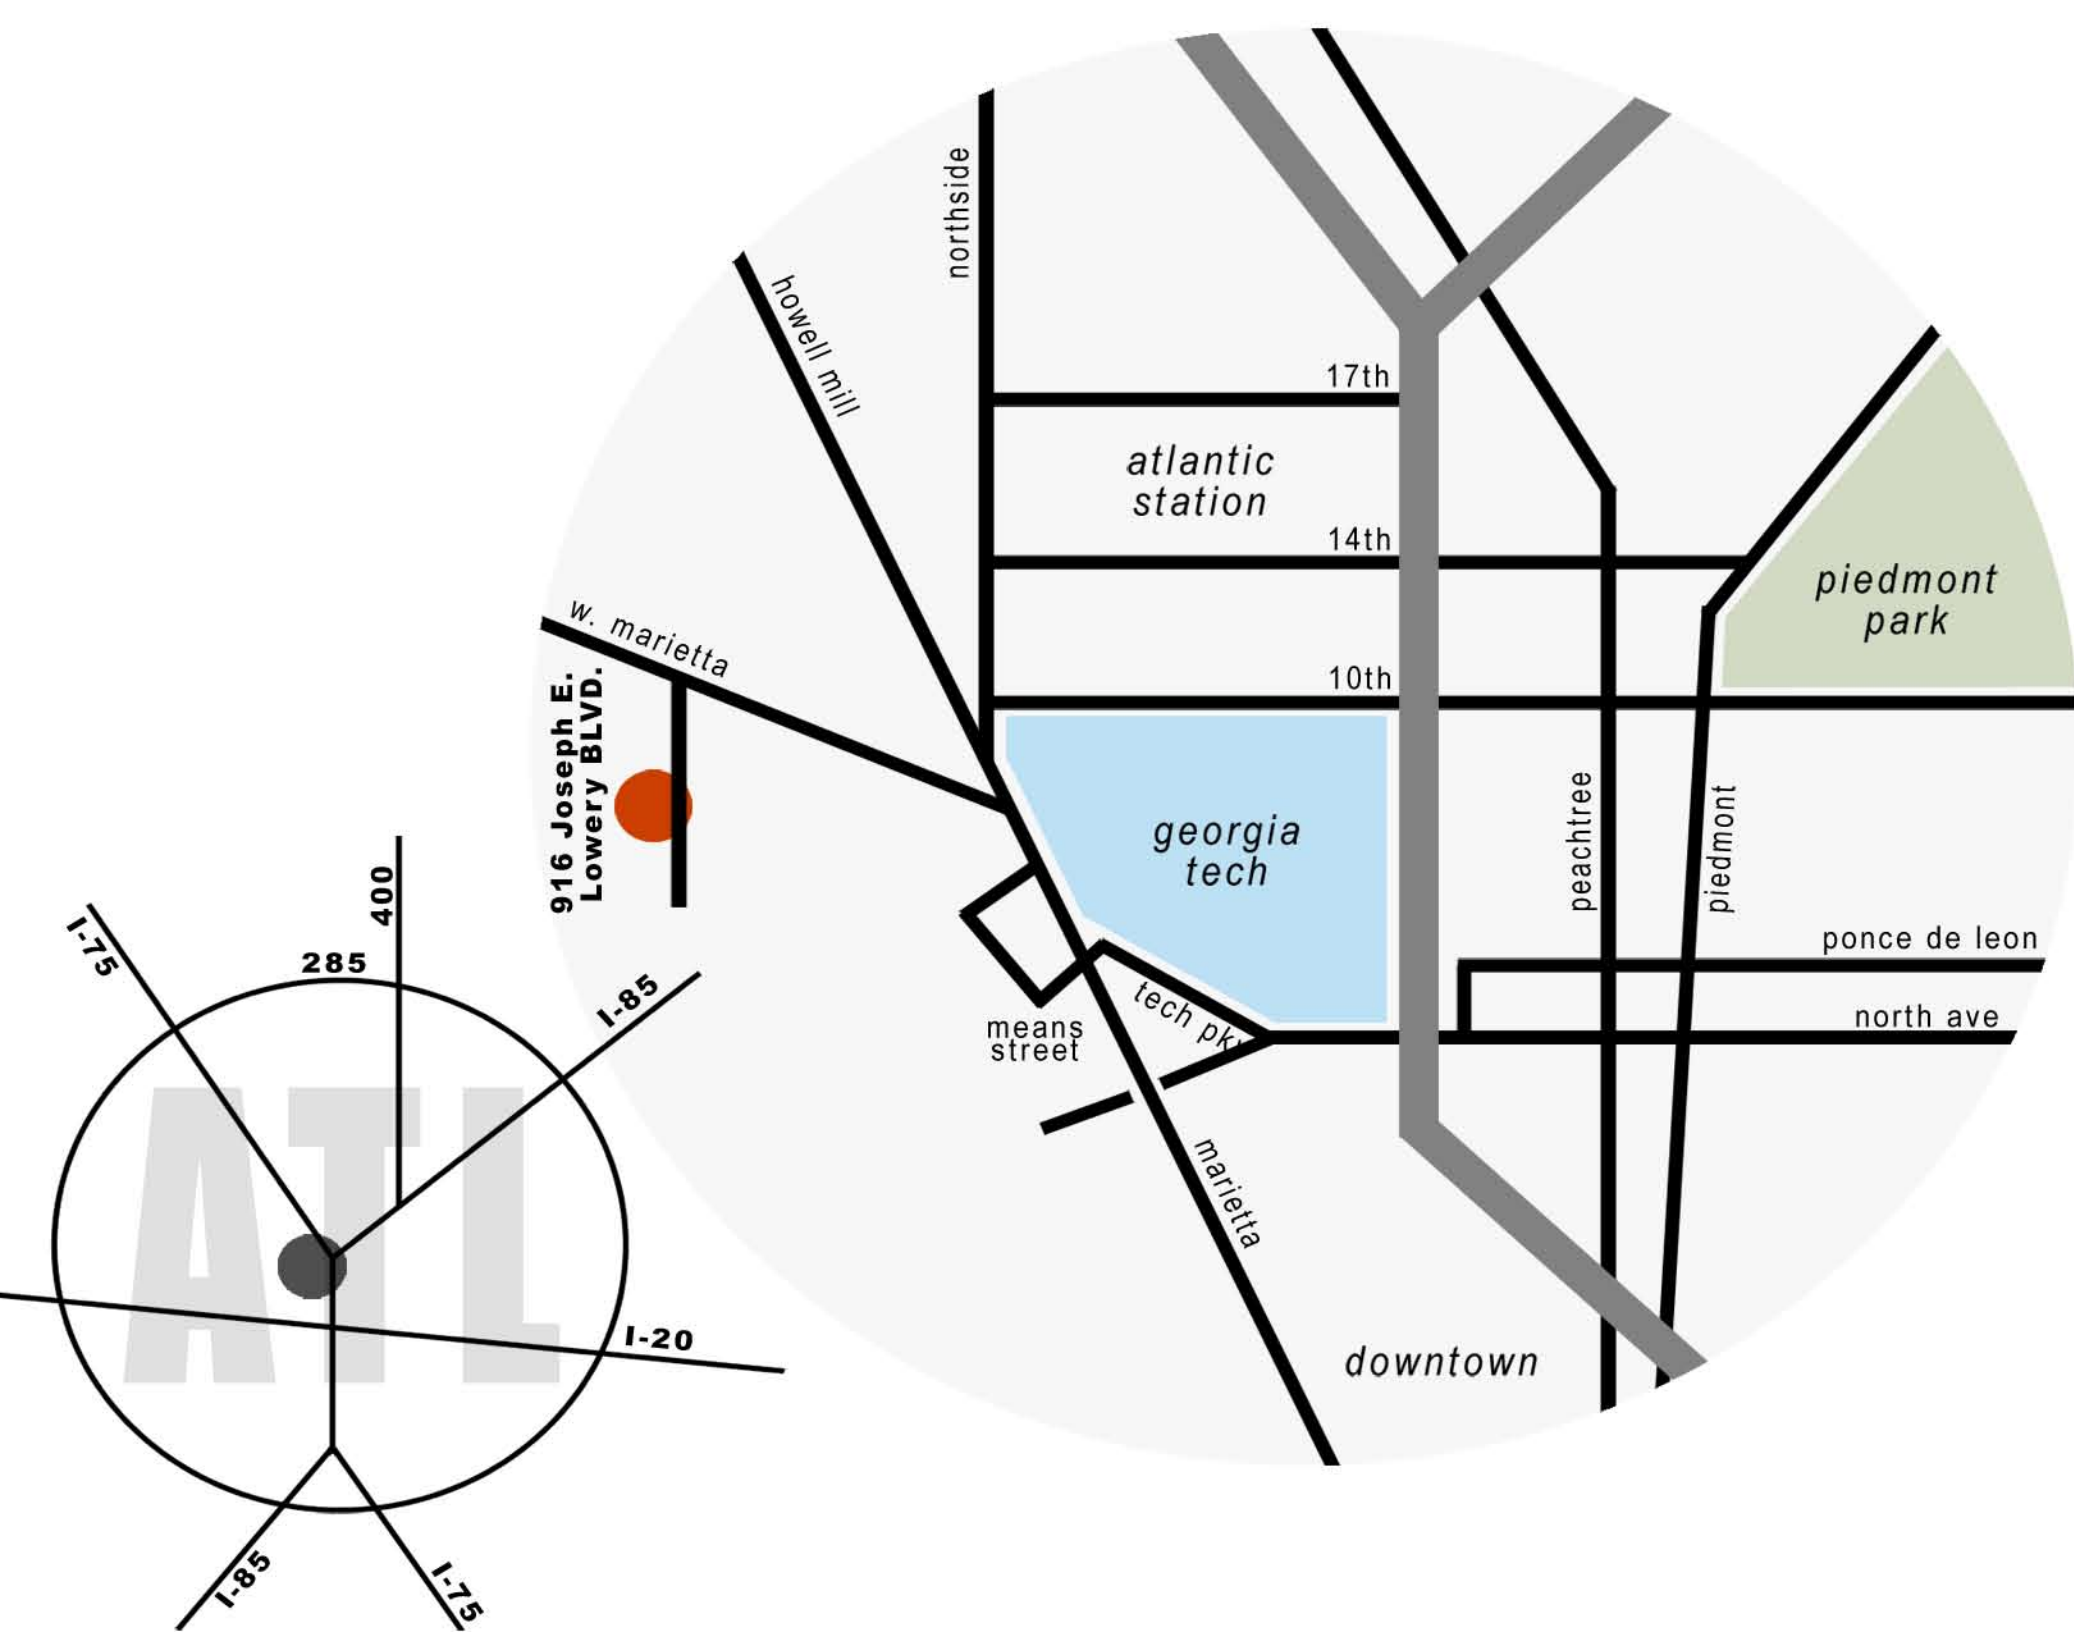 northside
howell mill
17th
atlantic
station
14th
piedmont
park
w. marietta
10th
916 Joseph E.
Lowery BLVD.
georgia
tech
peachtree
piedmont
ponce de leon
north ave
means
street
tech pk
marietta
downtown
400
I-75
285
I-85
ATL
I-20
I-85
I-75